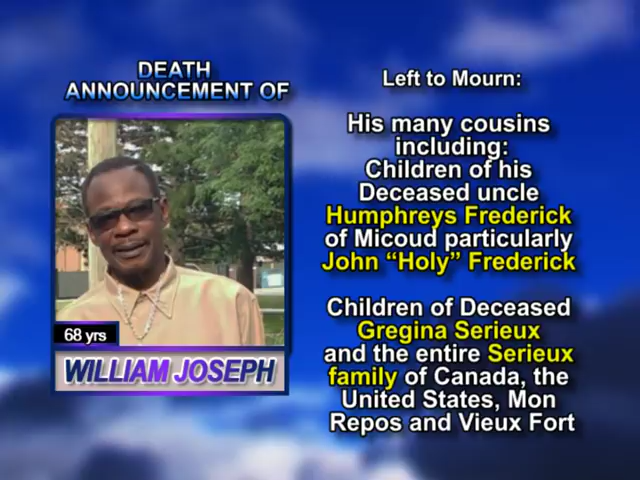 DEATH
ANNOUNCEMENT OF
68 yrs
WILLIAM JOSEPH
Left to Mourn:
His many cousins
including:
Children of his
Deceased uncle
Humphreys Frederick
of Micoud particularly
John “Holy” Frederick
Children of Deceased
Gregina Serieux
and the entire Serieux
family of Canada, the
United States, Mon
Repos and Vieux Fort